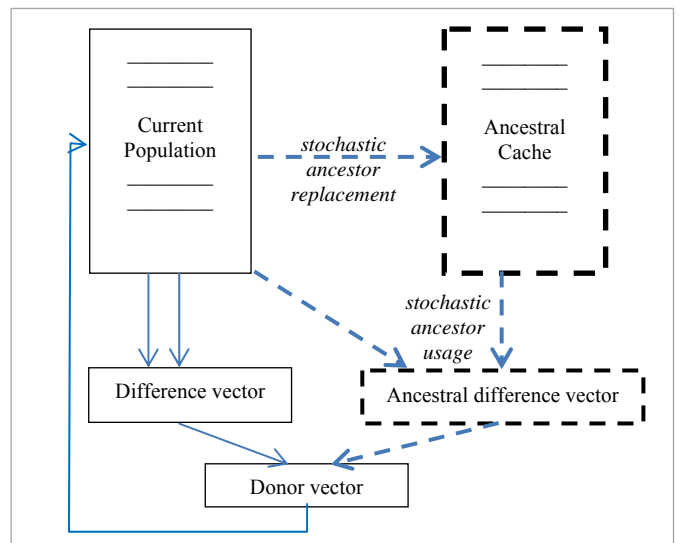 Current
Population
stochastic
ancestor
replacement
Ancestral
Cache
stochastic
ancestor
usage
Difference vector
Ancestral difference vector
Donor vector